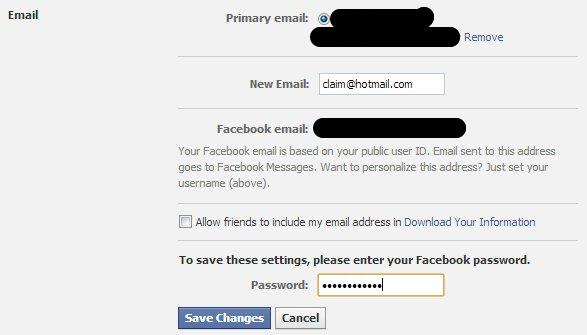 Email
Primary email:
Remove
New Email: claim@hotmail.com
Facebook email:
Your Facebook email is based on your public user ID. Email sent to this address
goes to Facebook Messages. Want to personalize this address? Just set your
username (above).
Allow friends to include my email address in Download Your Information
To save these settings, please enter your Facebook password.
Password: ••••••••••••
Save Changes Cancel